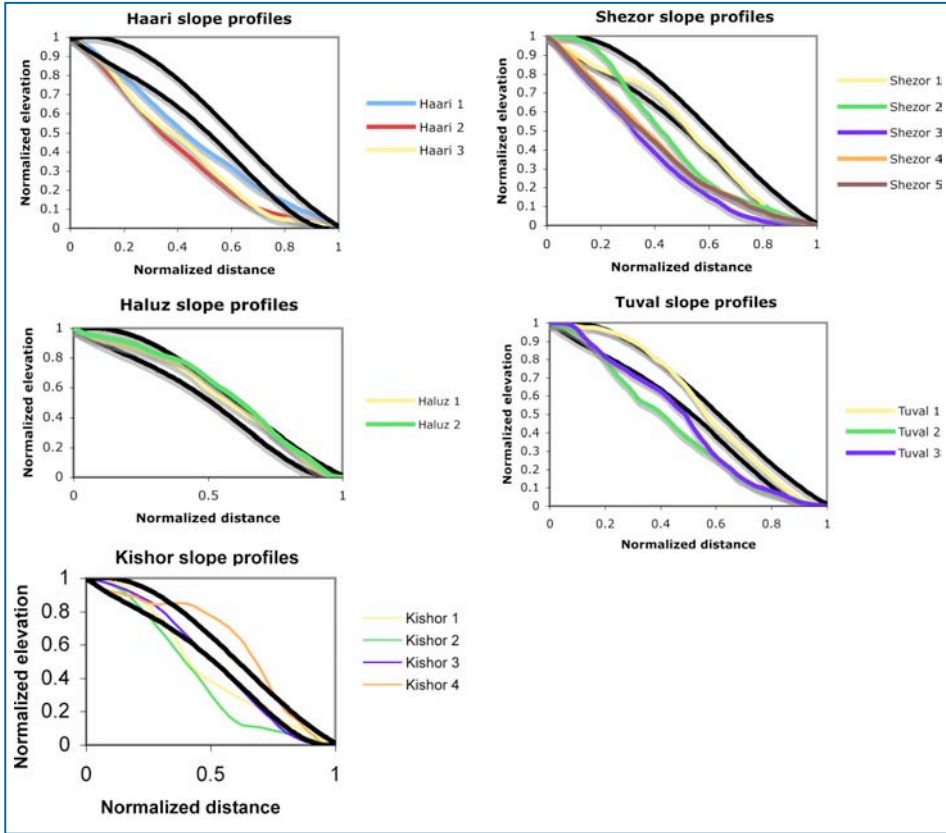 Haari slope profiles
Normalized elevation
1
0.9
0.8
0.7
0.6
0.5
0.4
0.3
0.2
0.1
0
0 0.2 0.4 0.6 0.8 1
Normalized distance
Haari 1
Haari 2
Haari 3
Shezor slope profiles
Normalized elevation
1
0.9
0.8
0.7
0.6
0.5
0.4
0.3
0.2
0.1
0
0 0.2 0.4 0.6 0.8 1
Normalized distance
Shezor 1
Shezor 2
Shezor 3
Shezor 4
Shezor 5
Haluz slope profiles
Normalized elevation
1
0.8
0.6
0.4
0.2
0
0 0.5 1
Normalized distance
Haluz 1
Haluz 2
Tuval slope profiles
Normalized elevation
1
0.9
0.8
0.7
0.6
0.5
0.4
0.3
0.2
0.1
0
0 0.2 0.4 0.6 0.8 1
Normalized distance
Tuval 1
Tuval 2
Tuval 3
Kishor slope profiles
Normalized elevation
1
0.8
0.6
0.4
0.2
0
0 0.5 1
Normalized distance
Kishor 1
Kishor 2
Kishor 3
Kishor 4